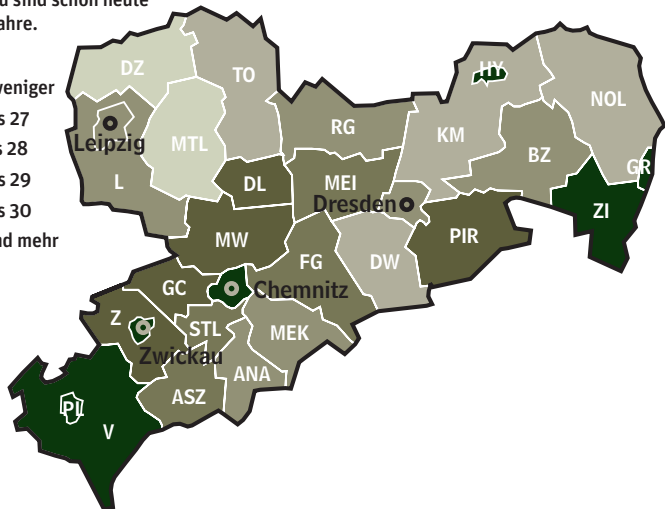 sind schon heute
ahre.
weniger
s 27
s 28
s 29
s 30
nd mehr
DZ
TO
HY
NOL
Leipzig
MTL
RG
KM
BZ
GR
L
DL
MEI
Dresden
ZI
MW
FG
DW
PIR
GC
Chemnitz
Z
STL
MEK
Zwickau
ANA
ASZ
PL
V